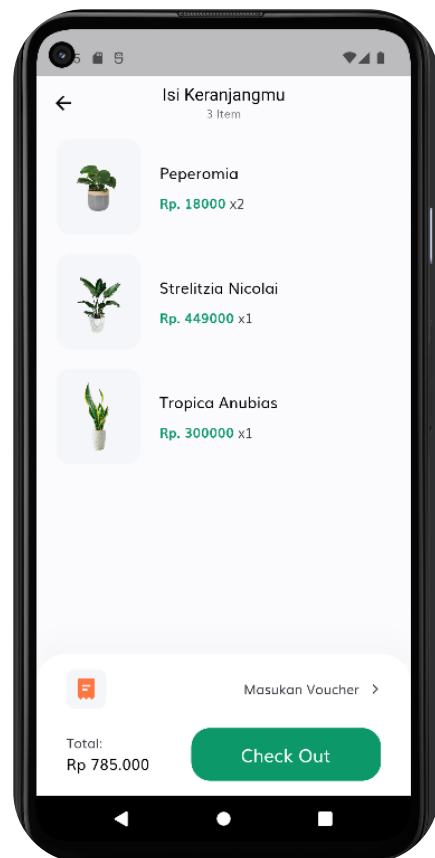 Isi Keranjangmu
3 Item
Peperomia
Rp. 18000 x2
Strelitzia Nicolai
Rp. 449000 x1
Tropica Anubias
Rp. 300000 x1
Masukan Voucher
Total:
Rp 785.000
Check Out